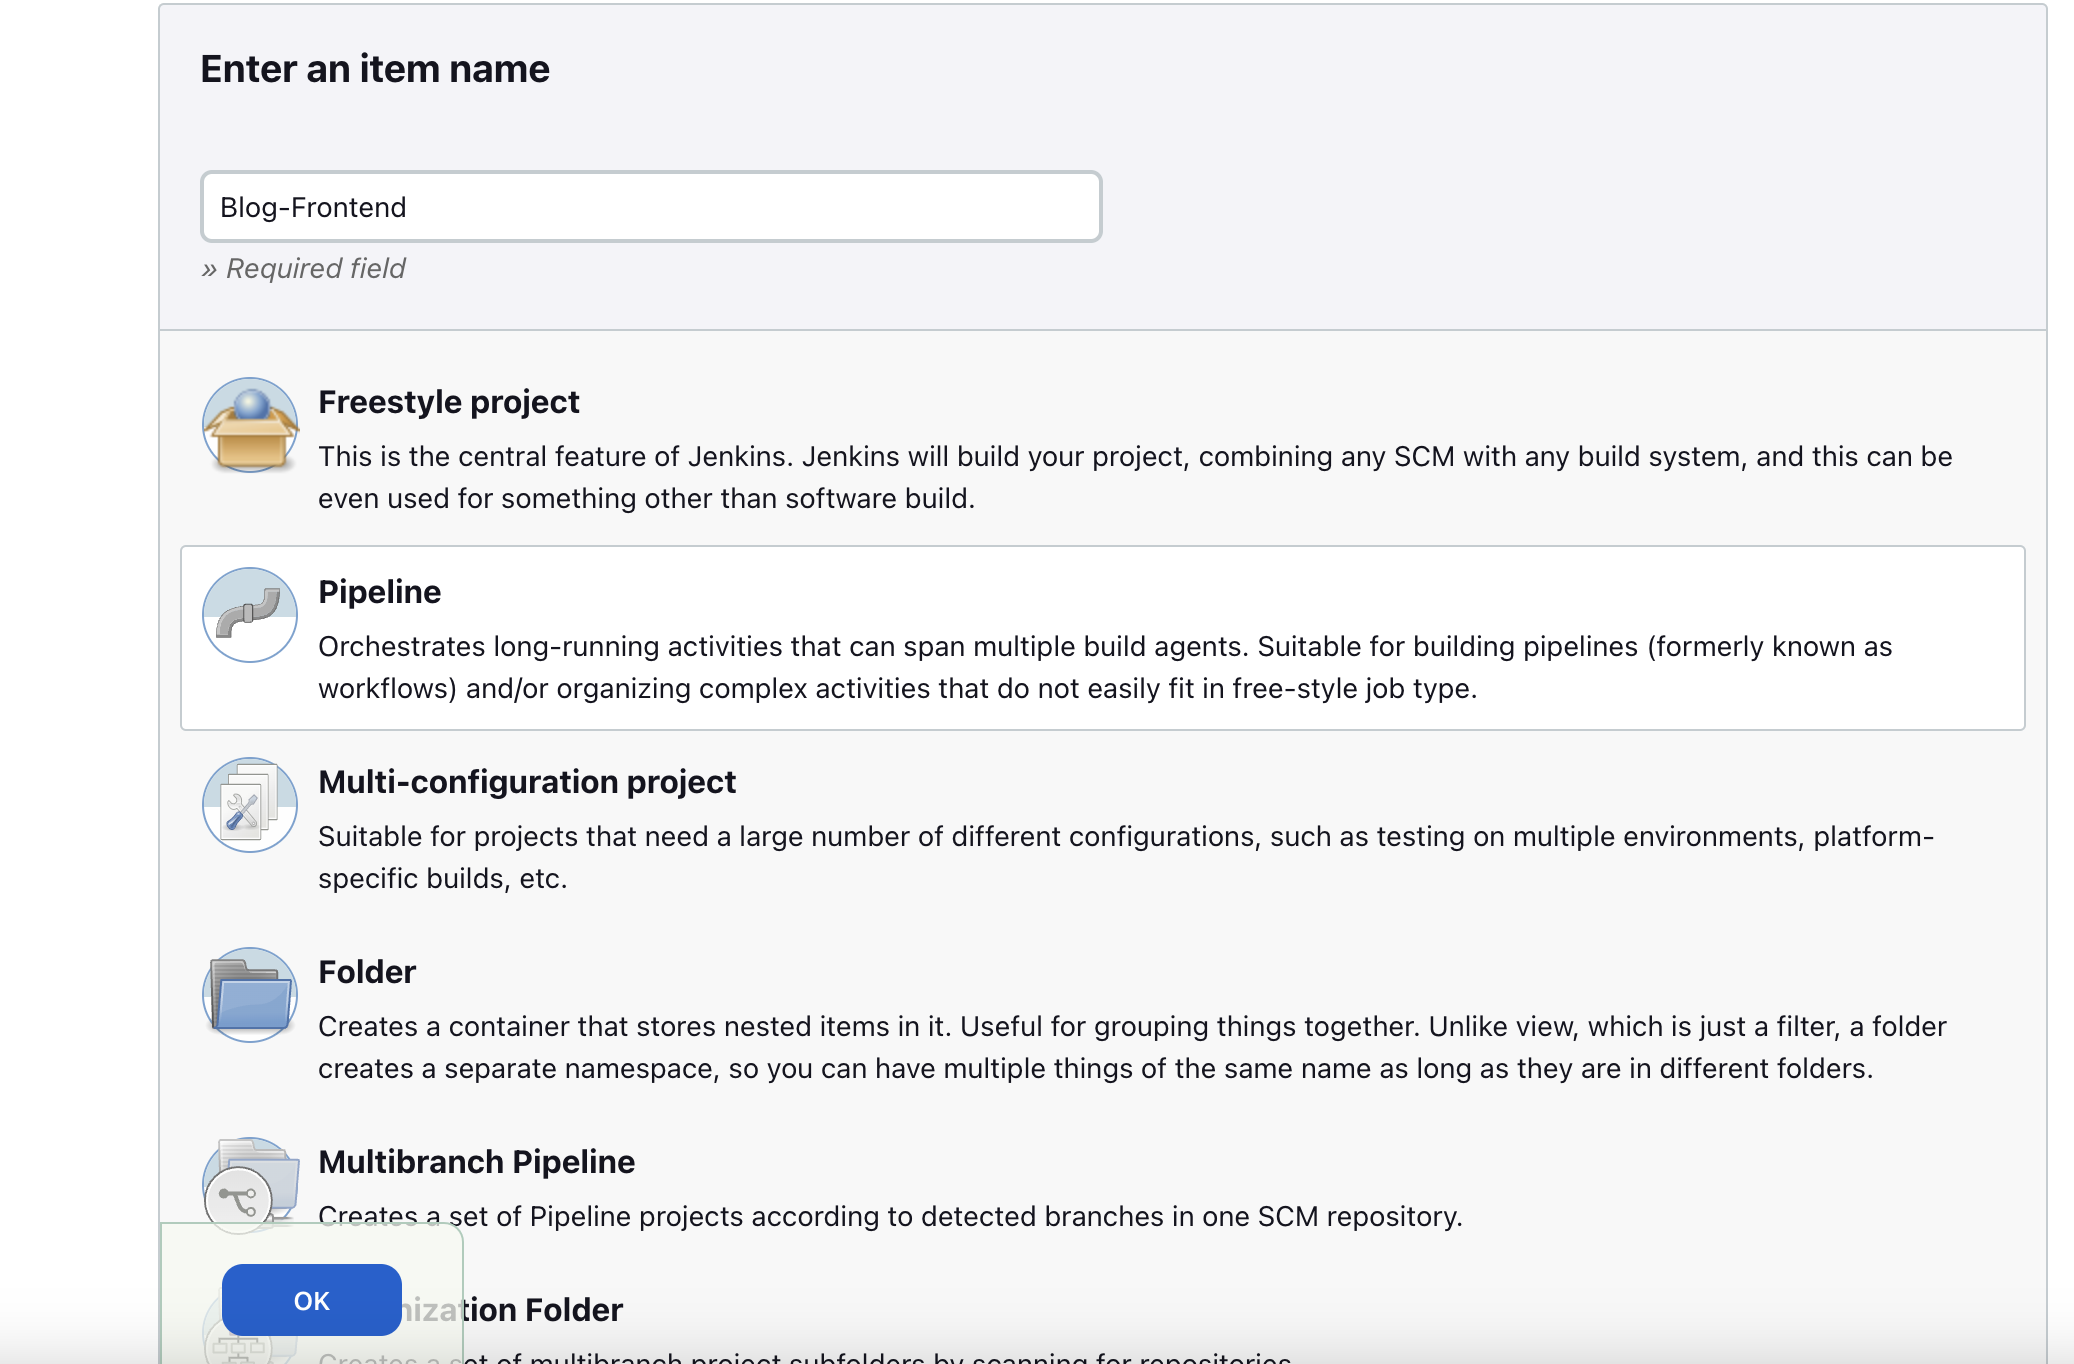 Enter an item name
Blog-Frontend
» Required field
Freestyle project
This is the central feature of Jenkins. Jenkins will build your project, combining any SCM with any build system, and this can be
even used for something other than software build.
Pipeline
Orchestrates long-running activities that can span multiple build agents. Suitable for building pipelines (formerly known as
workflows) and/or organizing complex activities that do not easily fit in free-style job type.
Multi-configuration project
Suitable for projects that need a large number of different configurations, such as testing on multiple environments, platform-
specific builds, etc.
Folder
Creates a container that stores nested items in it. Useful for grouping things together. Unlike view, which is just a filter, a folder
creates a separate namespace, so you can have multiple things of the same name as long as they are in different folders.
Multibranch Pipeline
Creates a set of Pipeline projects according to detected branches in one SCM repository.
OK
nization Folder
Creates a set of multibranch project subfolders by scanning for repositories.